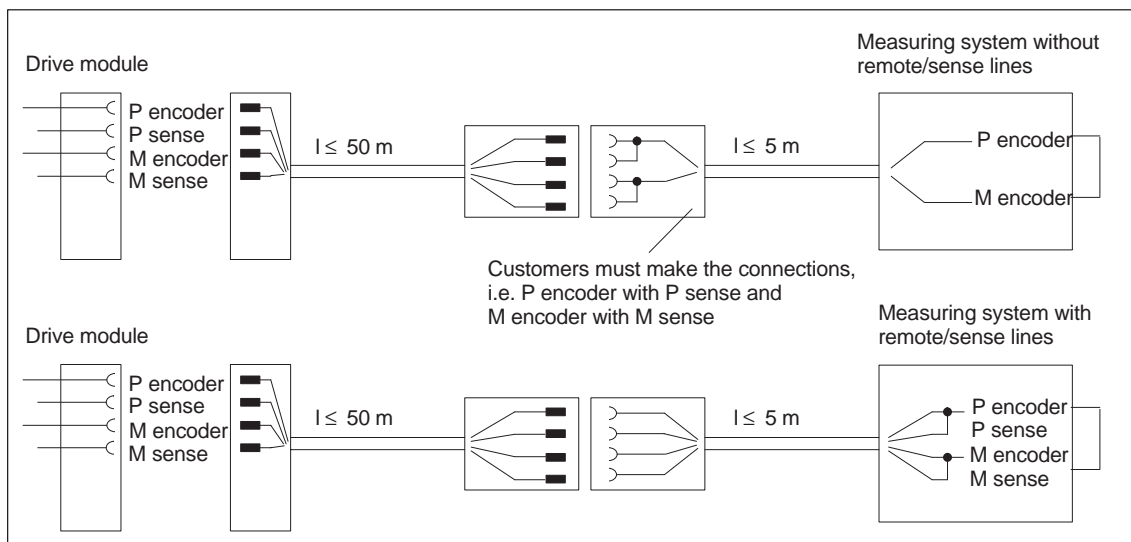 Drive module
P encoder
P sense
M encoder
M sense
l ≤ 50 m
l ≤ 5 m
Measuring system without
remote/sense lines
P encoder
M encoder
Customers must make the connections,
i.e. P encoder with P sense and
M encoder with M sense
Drive module
P encoder
P sense
M encoder
M sense
l ≤ 50 m
l ≤ 5 m
Measuring system with
remote/sense lines
P encoder
P sense
M encoder
M sense